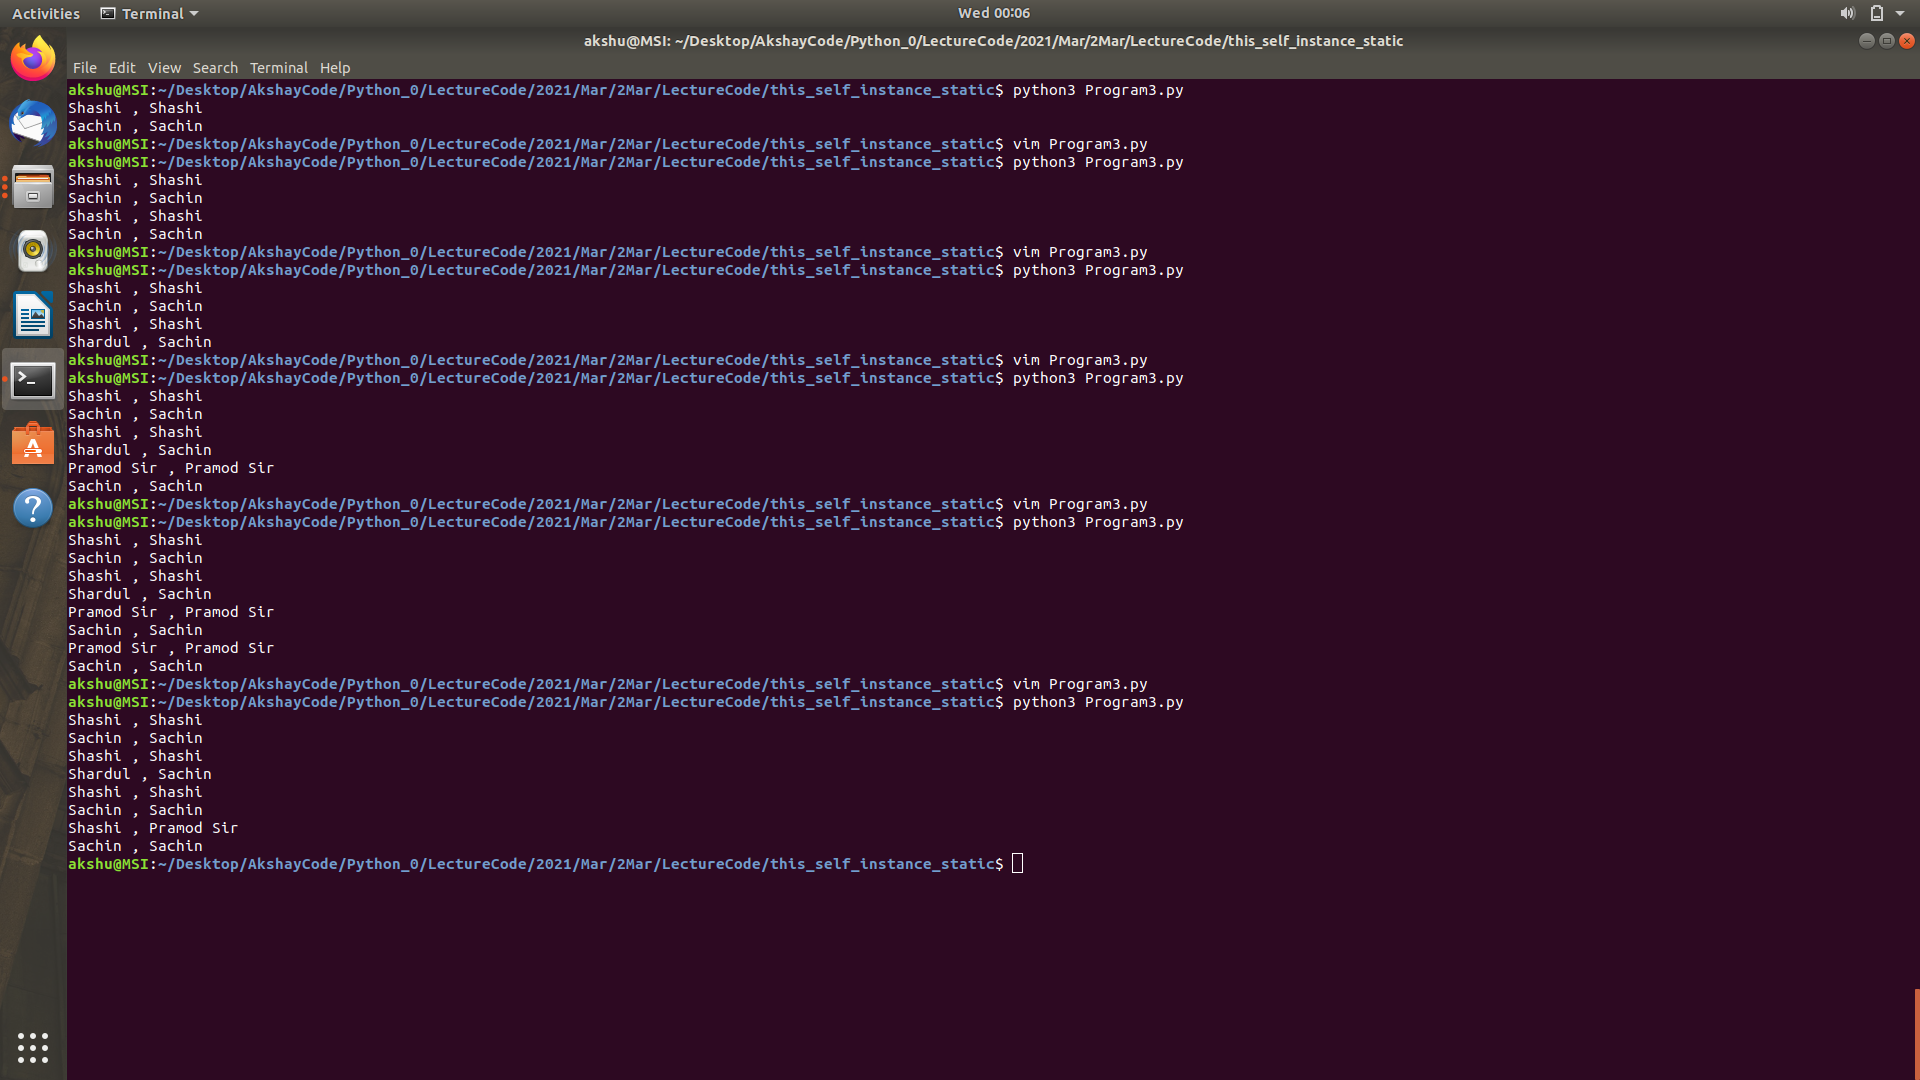 Activities Terminal Wed 00:06
akshu@MSI: ~/Desktop/AkshayCode/Python_0/LectureCode/2021/Mar/2Mar/LectureCode/this_self_instance_static
File Edit View Search Terminal Help
akshu@MSI:~/Desktop/AkshayCode/Python_0/LectureCode/2021/Mar/2Mar/LectureCode/this_self_instance_static$ python3 Program3.py
Shashi , Shashi
Sachin , Sachin
akshu@MSI:~/Desktop/AkshayCode/Python_0/LectureCode/2021/Mar/2Mar/LectureCode/this_self_instance_static$ vim Program3.py
akshu@MSI:~/Desktop/AkshayCode/Python_0/LectureCode/2021/Mar/2Mar/LectureCode/this_self_instance_static$ python3 Program3.py
Shashi , Shashi
Sachin , Sachin
Shashi , Shashi
Sachin , Sachin
akshu@MSI:~/Desktop/AkshayCode/Python_0/LectureCode/2021/Mar/2Mar/LectureCode/this_self_instance_static$ vim Program3.py
akshu@MSI:~/Desktop/AkshayCode/Python_0/LectureCode/2021/Mar/2Mar/LectureCode/this_self_instance_static$ python3 Program3.py
Shashi , Shashi
Sachin , Sachin
Shashi , Shashi
Shardul , Sachin
akshu@MSI:~/Desktop/AkshayCode/Python_0/LectureCode/2021/Mar/2Mar/LectureCode/this_self_instance_static$ vim Program3.py
akshu@MSI:~/Desktop/AkshayCode/Python_0/LectureCode/2021/Mar/2Mar/LectureCode/this_self_instance_static$ python3 Program3.py
Shashi , Shashi
Sachin , Sachin
Shashi , Shashi
Shardul , Sachin
Pramod Sir , Pramod Sir
Sachin , Sachin
akshu@MSI:~/Desktop/AkshayCode/Python_0/LectureCode/2021/Mar/2Mar/LectureCode/this_self_instance_static$ vim Program3.py
akshu@MSI:~/Desktop/AkshayCode/Python_0/LectureCode/2021/Mar/2Mar/LectureCode/this_self_instance_static$ python3 Program3.py
Shashi , Shashi
Sachin , Sachin
Shashi , Shashi
Shardul , Sachin
Pramod Sir , Pramod Sir
Sachin , Sachin
Pramod Sir , Pramod Sir
Sachin , Sachin
akshu@MSI:~/Desktop/AkshayCode/Python_0/LectureCode/2021/Mar/2Mar/LectureCode/this_self_instance_static$ vim Program3.py
akshu@MSI:~/Desktop/AkshayCode/Python_0/LectureCode/2021/Mar/2Mar/LectureCode/this_self_instance_static$ python3 Program3.py
Shashi , Shashi
Sachin , Sachin
Shashi , Shashi
Shardul , Sachin
Shashi , Shashi
Sachin , Sachin
Shashi , Pramod Sir
Sachin , Sachin
akshu@MSI:~/Desktop/AkshayCode/Python_0/LectureCode/2021/Mar/2Mar/LectureCode/this_self_instance_static$